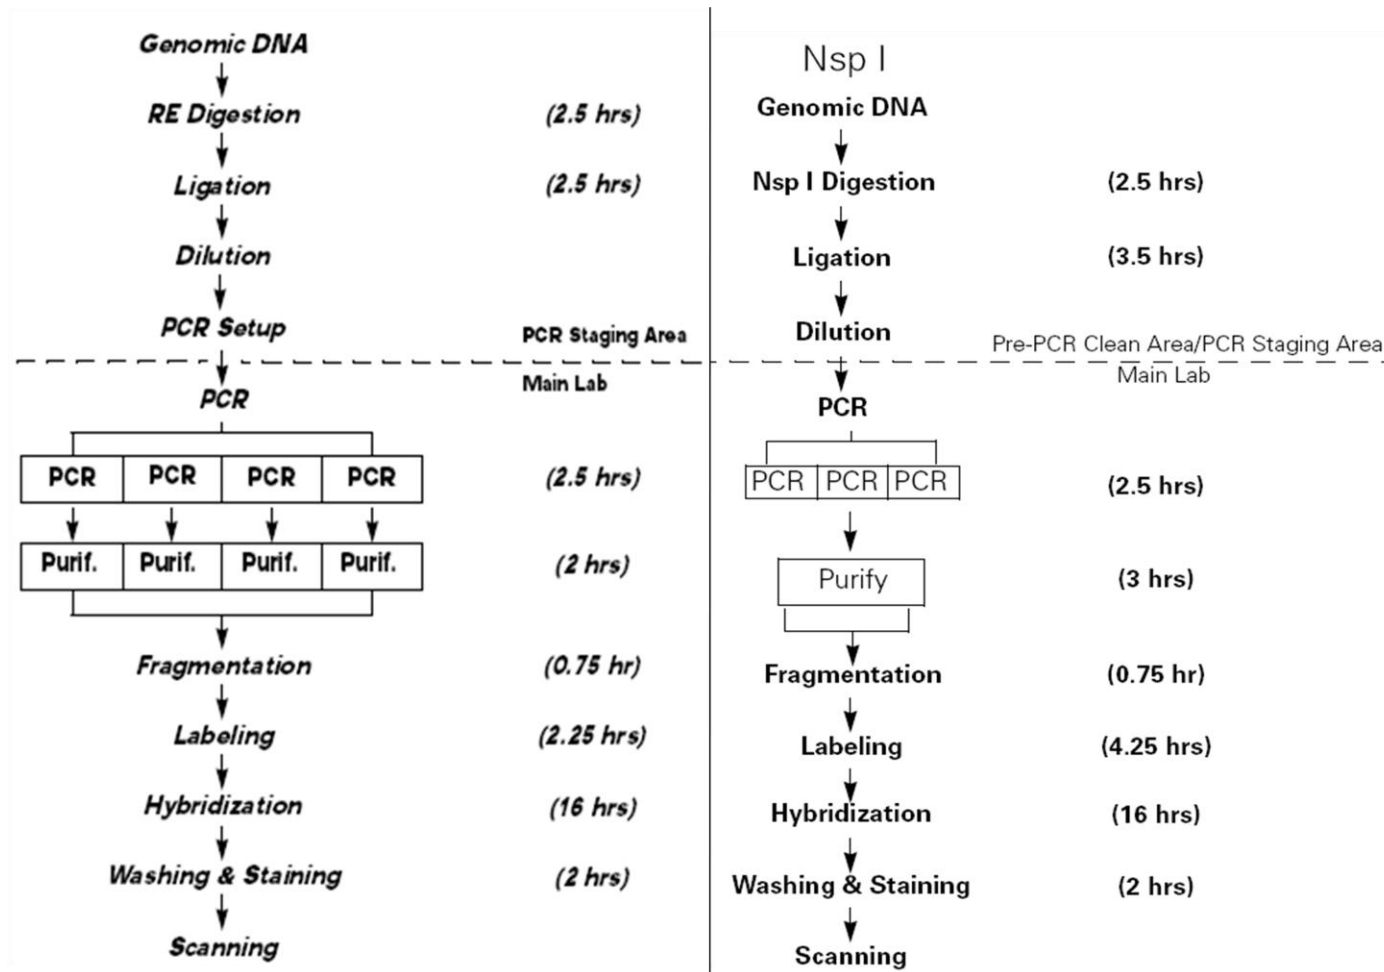 Genomic DNA
RE Digestion (2.5 hrs)
Ligation (2.5 hrs)
Dilution
PCR Setup PCR Staging Area
Main Lab
PCR
PCR PCR PCR PCR (2.5 hrs)
Purif. Purif. Purif. Purif. (2 hrs)
Fragmentation (0.75 hr)
Labeling (2.25 hrs)
Hybridization (16 hrs)
Washing & Staining (2 hrs)
Scanning
Nsp I
Genomic DNA
Nsp I Digestion (2.5 hrs)
Ligation (3.5 hrs)
Dilution
Pre-PCR Clean Area/PCR Staging Area
Main Lab
PCR
PCR PCR PCR (2.5 hrs)
Purify (3 hrs)
Fragmentation (0.75 hr)
Labeling (4.25 hrs)
Hybridization (16 hrs)
Washing & Staining (2 hrs)
Scanning